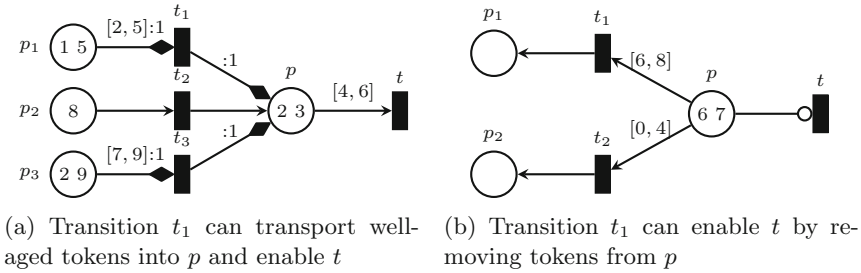 [2, 5]:1 t1
p1 1 5
:1
t2
p
[4, 6]
t
p2 8
2 3
:1
t3
[7, 9]:1
p3 2 9
(a) Transition t1 can transport well-
aged tokens into p and enable t
p1
t1
[6, 8]
p
t
6 7
p2
t2
[0, 4]
(b) Transition t1 can enable t by re-
moving tokens from p